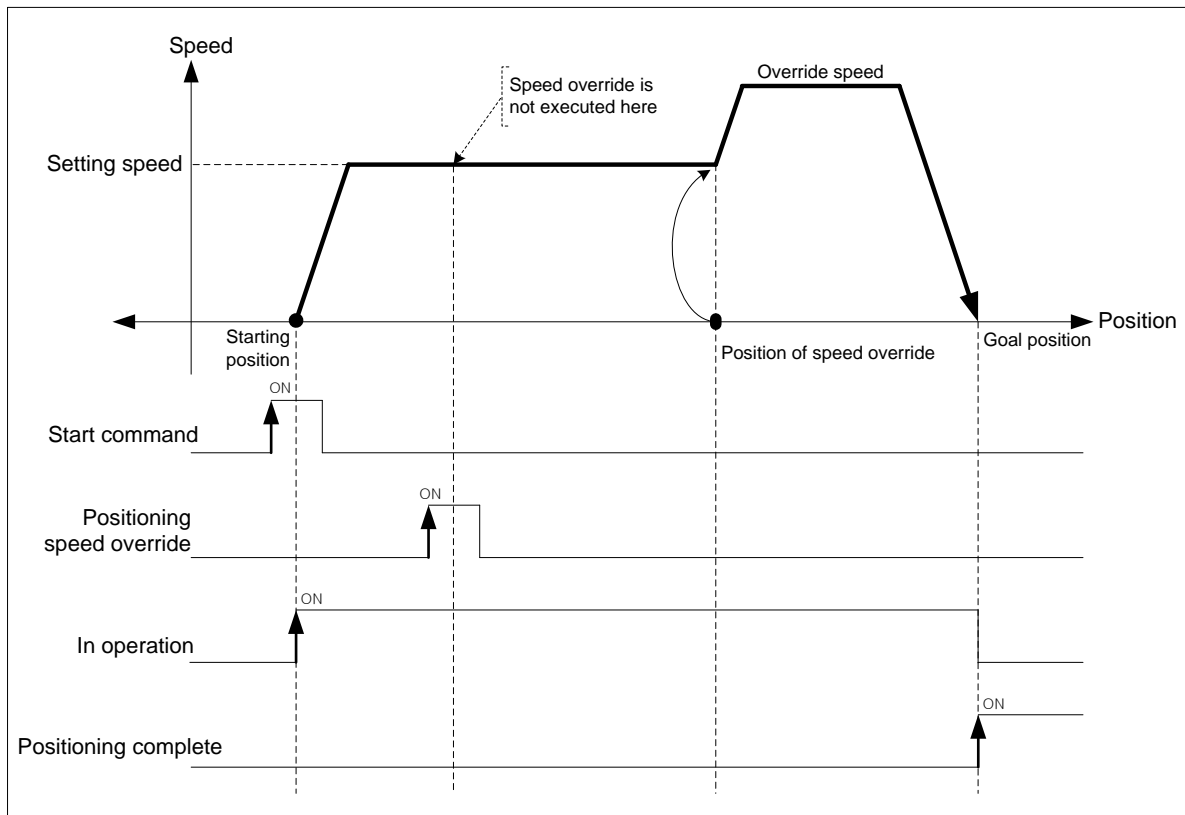 Speed
Speed override is
not executed here
Override speed
Setting speed
Position
Starting
position
Position of speed override
Goal position
ON
Start command
ON
Positioning
speed override
ON
In operation
ON
Positioning complete